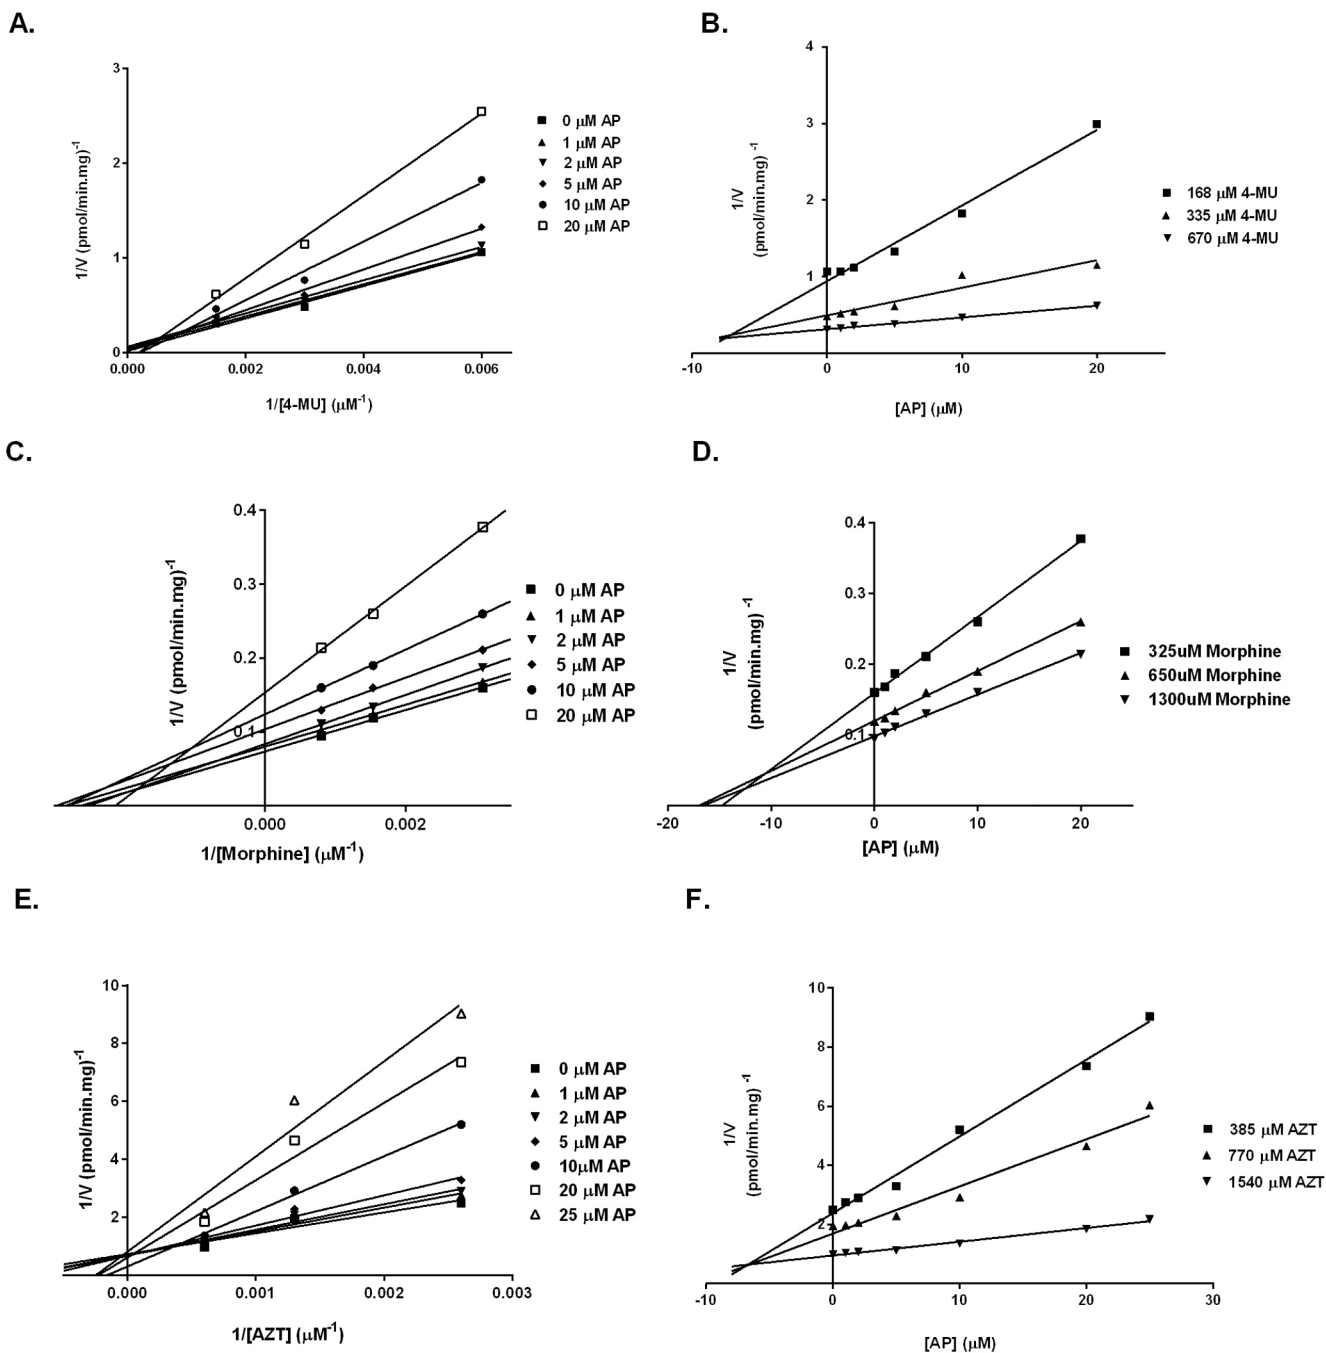 A.
3
2
1
0
0.000
0.002
0.004
0.006
1/V (pmol/min.mg)-1
1/[4-MU] (μM-1)
0 μM AP
1 μM AP
2 μM AP
5 μM AP
10 μM AP
20 μM AP
B.
4
3
2
1
-10
0
10
20
1/V
(pmol/min.mg) -1
[AP] (μM)
168 μM 4-MU
335 μM 4-MU
670 μM 4-MU
C.
0.4
0.3
0.2
0.1
0.000
0.002
1/V (pmol/min.mg)-1
1/[Morphine] (μM-1)
0 μM AP
1 μM AP
2 μM AP
5 μM AP
10 μM AP
20 μM AP
D.
0.4
0.3
0.2
0.1
-20
-10
0
10
20
1/V
(pmol/min.mg) -1
[AP] (μM)
325uM Morphine
650uM Morphine
1300uM Morphine
E.
10
8
6
4
2
0.000
0.001
0.002
0.003
1/V (pmol/min.mg)-1
1/[AZT] (μM-1)
0 μM AP
1 μM AP
2 μM AP
5 μM AP
10μM AP
20 μM AP
25 μM AP
F.
10
8
6
4
2
-10
0
10
20
30
1/V
(pmol/min.mg) -1
[AP] (μM)
385 μM AZT
770 μM AZT
1540 μM AZT